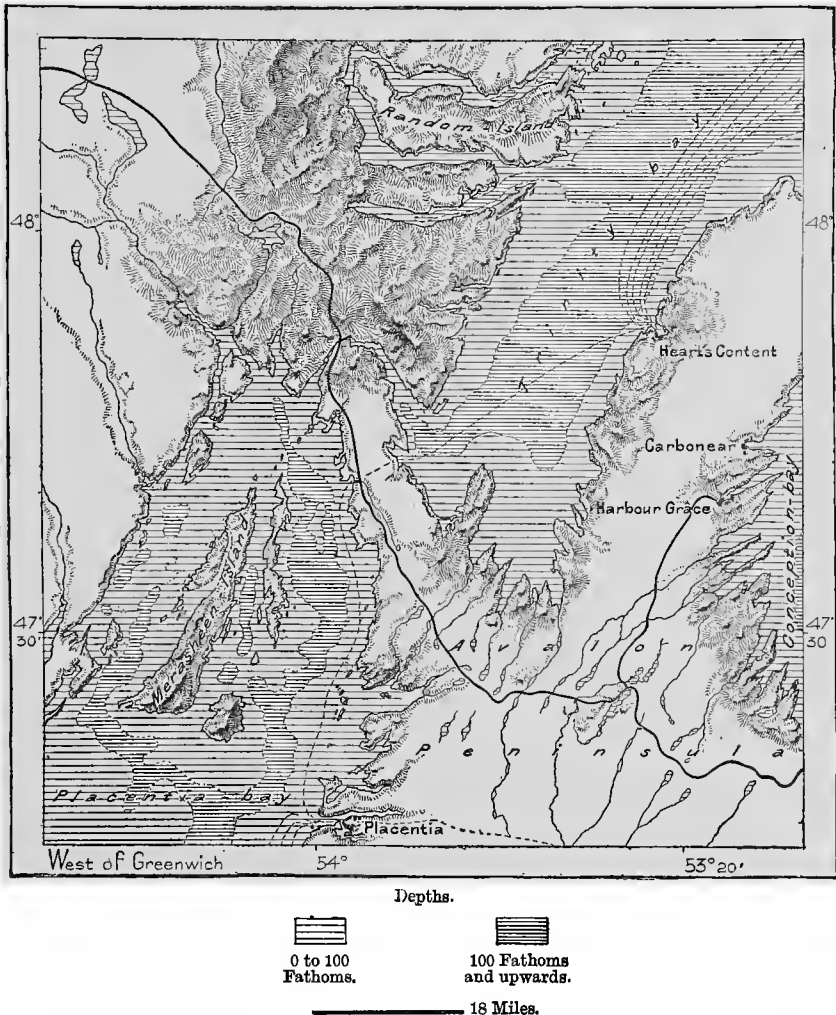 Random Island
48°
48°
Trinity bay
Heart's Content
Carbonear
Harbour Grace
Conception bay
Merasheen Island
47°
30'
47°
30'
Avalon
Peninsula
Placentia bay
Placentia
West of Greenwich
54°
53°20'
Depths.
0 to 100
Fathoms.
100 Fathoms
and upwards.
18 Miles.